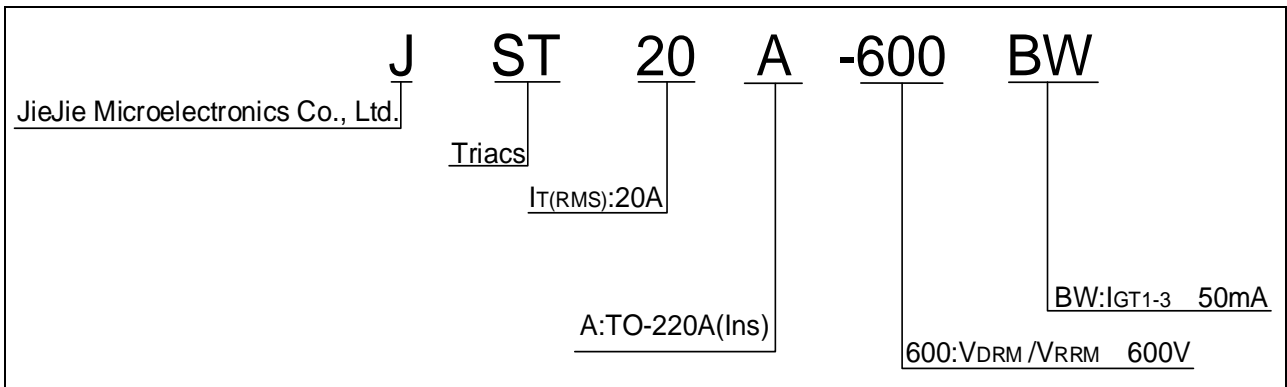 J ST 20 A -600 BW
JieJie Microelectronics Co., Ltd.
Triacs
IT(RMS):20A
BW:IGT1-3 50mA
A:TO-220A(Ins)
600:VDRM /VRRM 600V